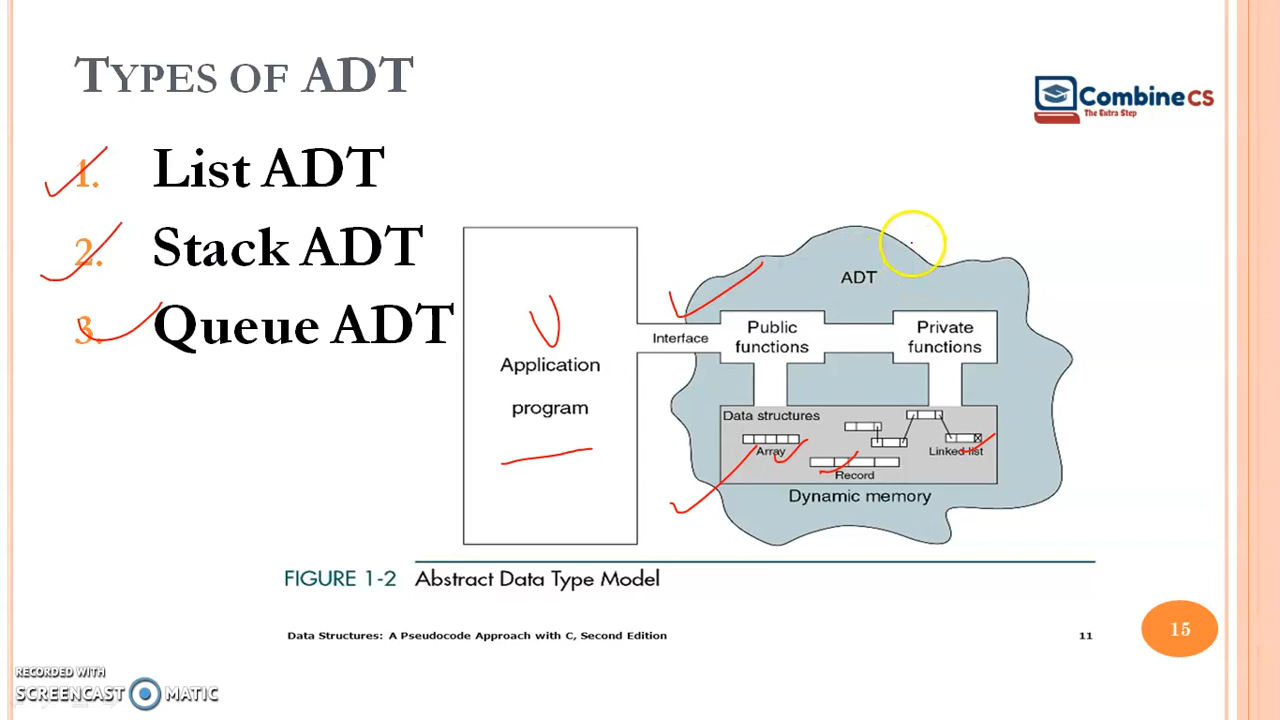 TYPES OF ADT
CombineCS
The Extra Step
1. List ADT
2. Stack ADT
3. Queue ADT
ADT
Interface
Public
functions
Private
functions
Application
program
Data structures
Array
Linked list
Record
Dynamic memory
FIGURE 1-2 Abstract Data Type Model
Data Structures: A Pseudocode Approach with C, Second Edition
11
15
RECORDED WITH
SCREENCAST MATIC